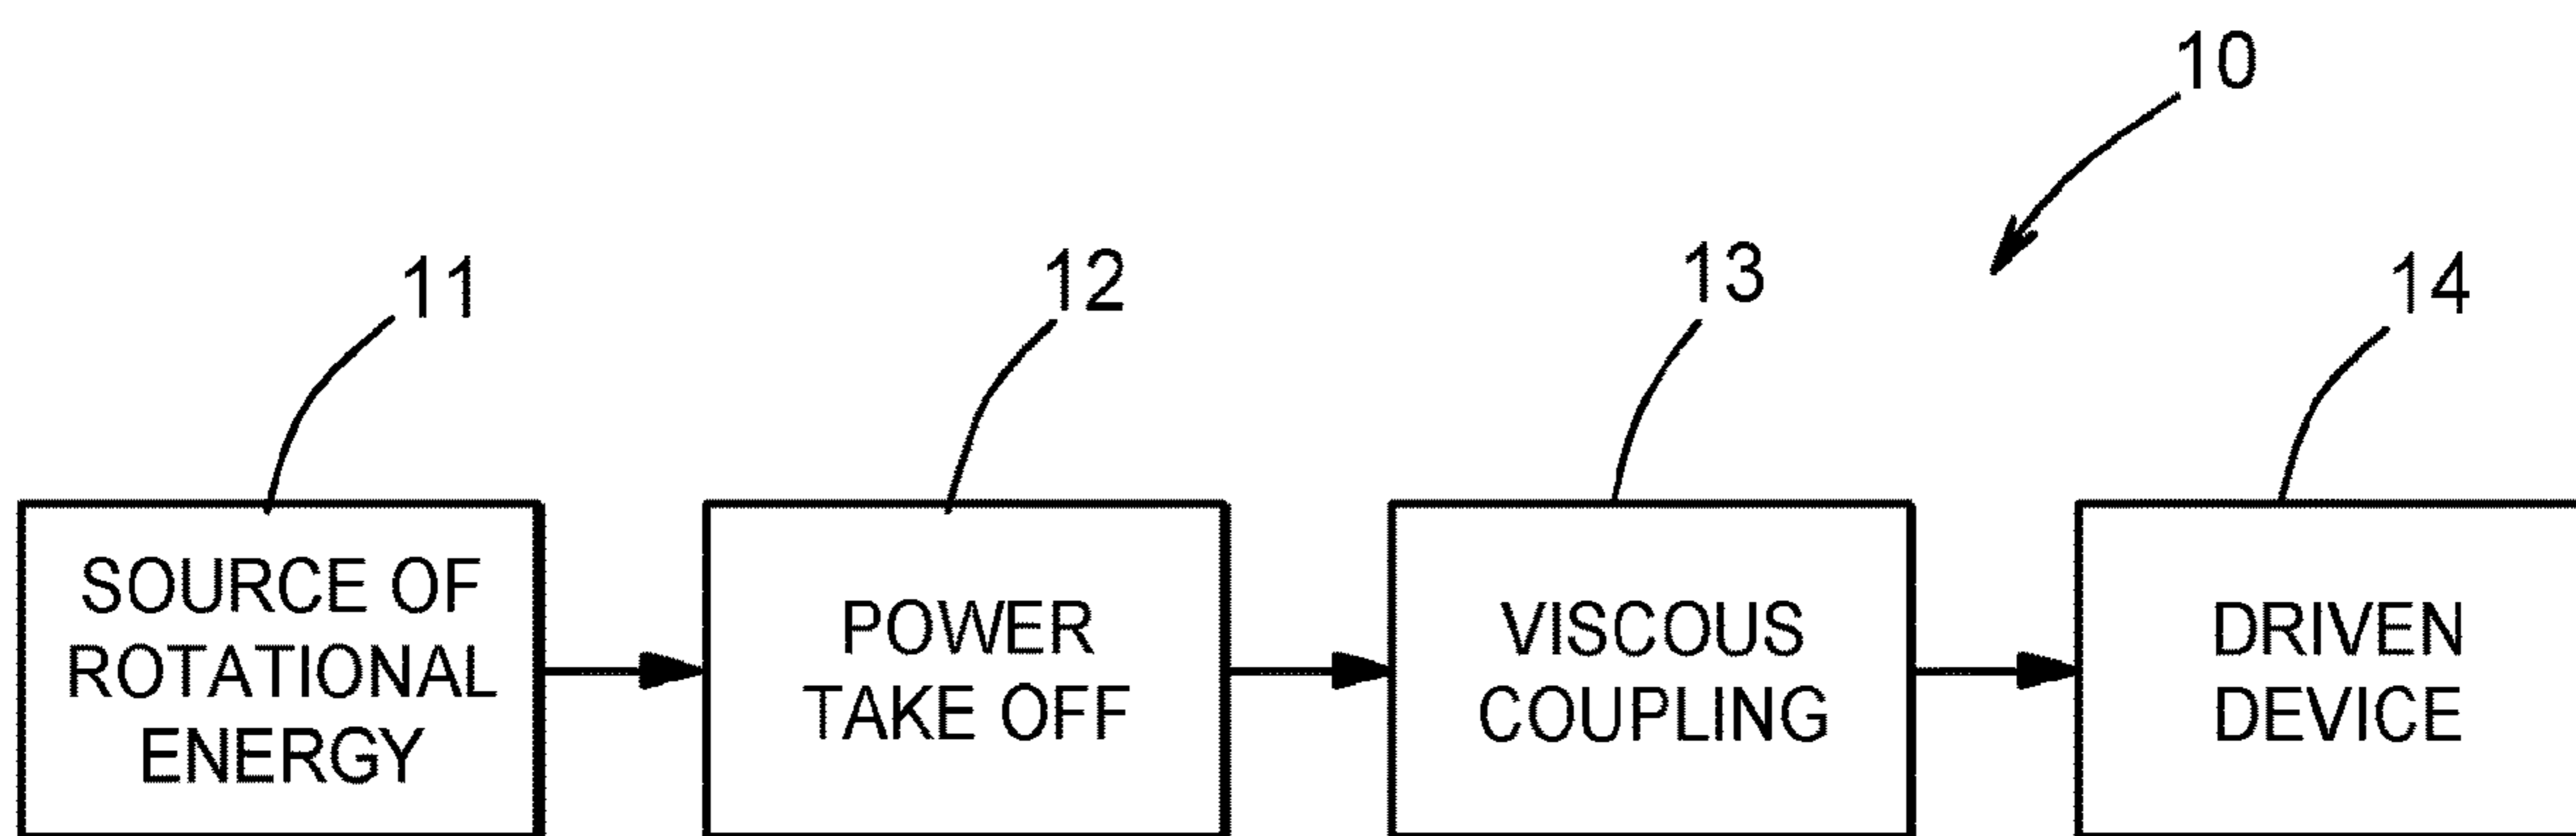 10
11
12
13
14
SOURCE OF
ROTATIONAL
ENERGY
POWER
TAKE OFF
VISCOUS
COUPLING
DRIVEN
DEVICE